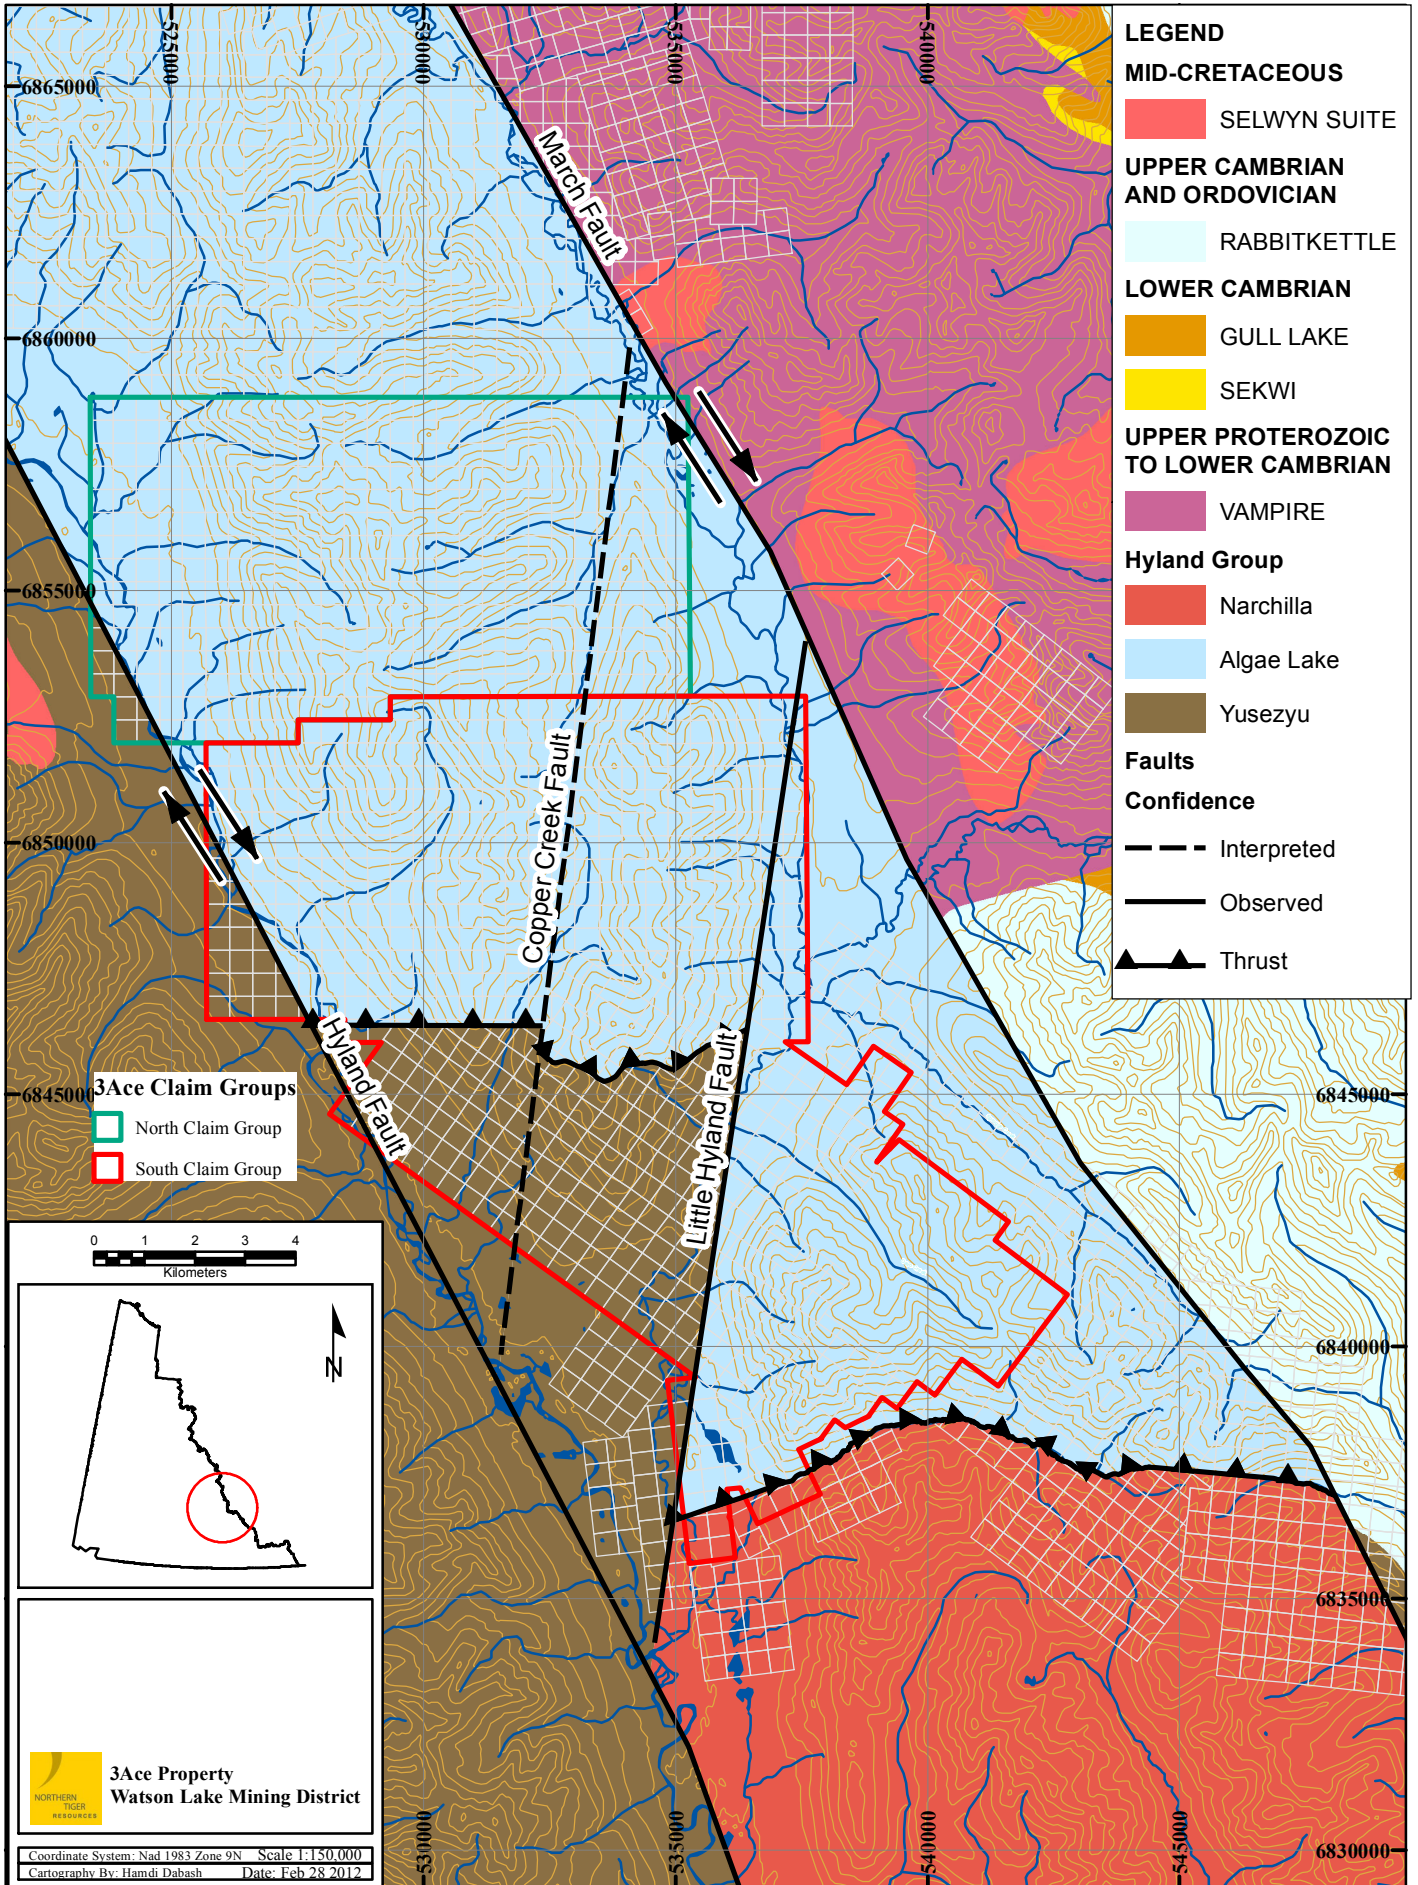 525000
530000
535000
540000
6865000
6860000
6855000
6850000
6845000
6845000
6840000
6835000
6830000
530000
535000
540000
545000
March Fault
Copper Creek Fault
Hyland Fault
Little Hyland Fault
LEGEND
MID-CRETACEOUS
SELWYN SUITE
UPPER CAMBRIAN
AND ORDOVICIAN
RABBITKETTLE
LOWER CAMBRIAN
GULL LAKE
SEKWI
UPPER PROTEROZOIC
TO LOWER CAMBRIAN
VAMPIRE
Hyland Group
Narchilla
Algae Lake
Yusezyu
Faults
Confidence
Interpreted
Observed
Thrust
3Ace Claim Groups
North Claim Group
South Claim Group
0 1 2 3 4
Kilometers
N
NORTHERN
TIGER
RESOURCES
3Ace Property
Watson Lake Mining District
Coordinate System: Nad 1983 Zone 9N Scale 1:150,000
Cartography By: Hamdi Dabash Date: Feb 28 2012